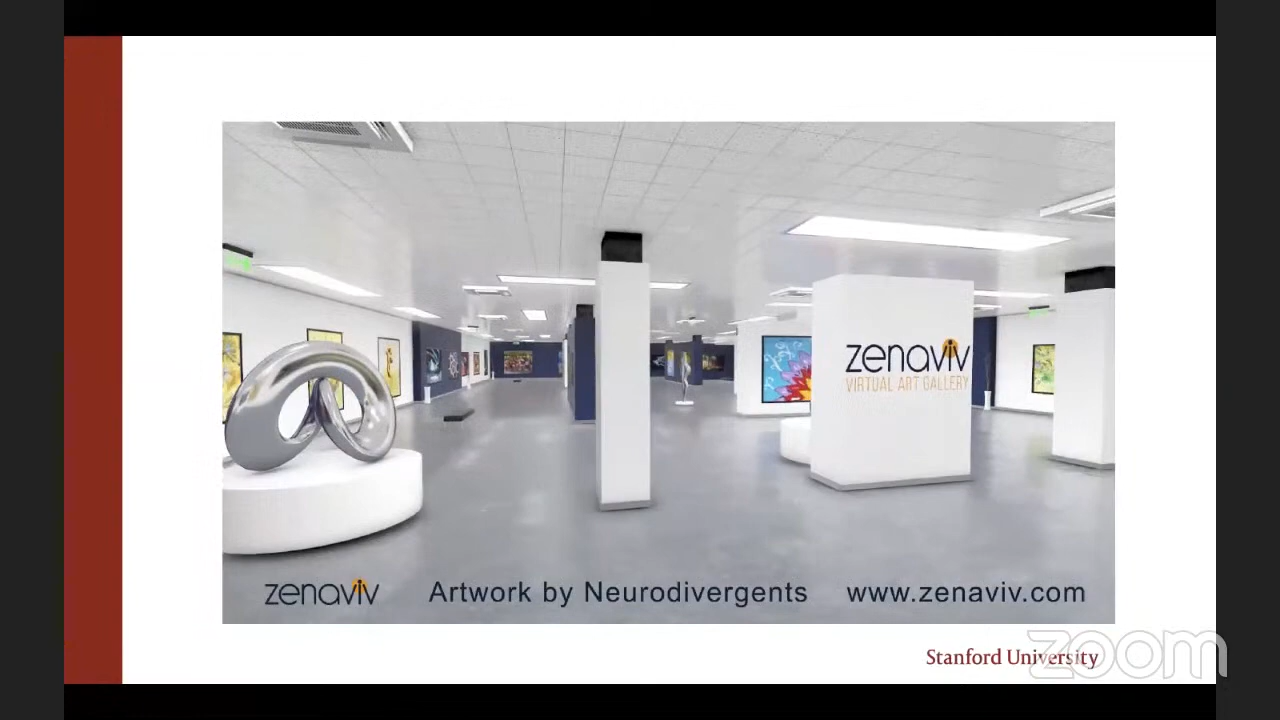 zenaviv
VIRTUAL ART GALLERY
zenaviv Artwork by Neurodivergents www.zenaviv.com
Stanford University
zoom